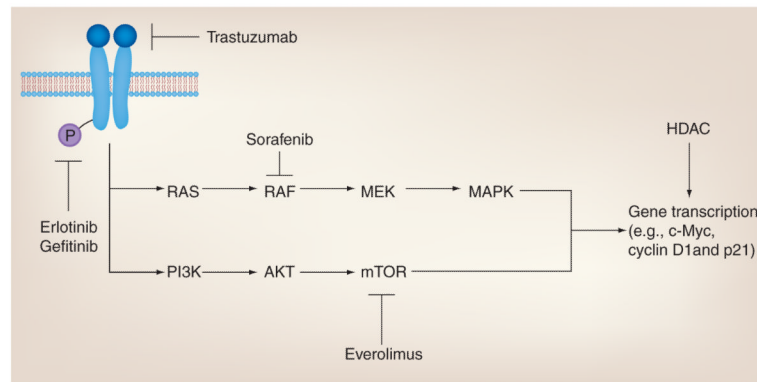 Trastuzumab
P
HDAC
Sorafenib
RAS
RAF
MEK
MAPK
Erlotinib
Gefitinib
Gene transcription
(e.g., c-Myc,
cyclin D1and p21)
PI3K
AKT
mTOR
Everolimus